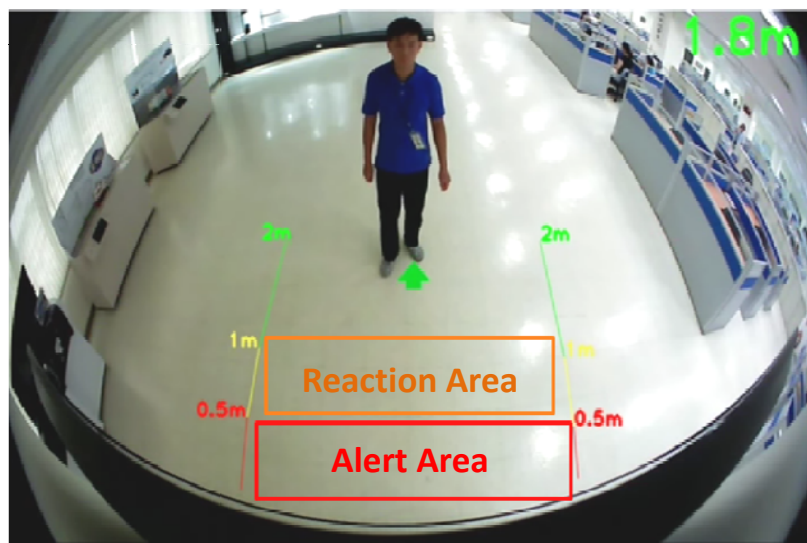 1.8m
2m 2m
1m 1m
Reaction Area
0.5m 0.5m
Alert Area